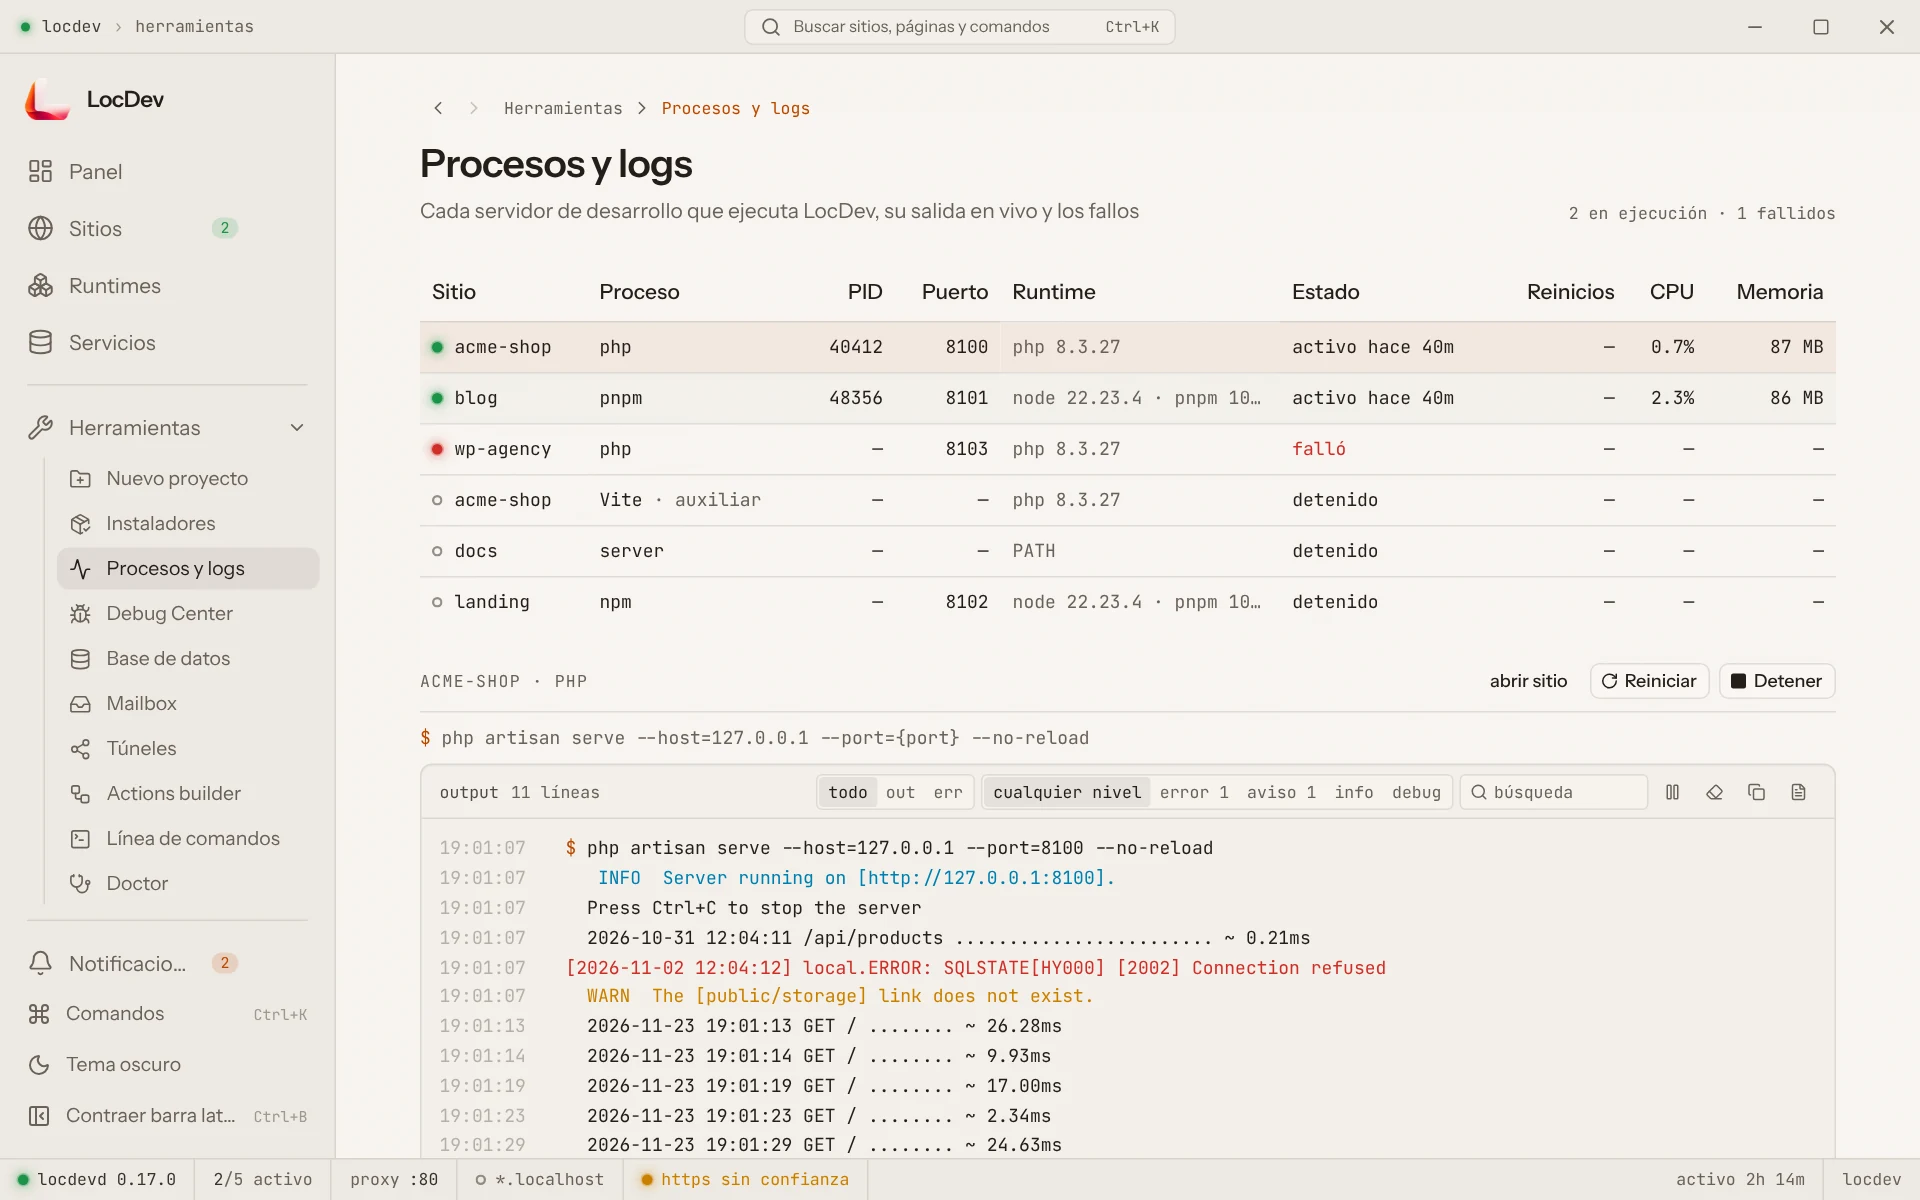 locdev › herramientas
Buscar sitios, páginas y comandos Ctrl+K
LocDev
Panel
Sitios 2
Runtimes
Servicios
Herramientas
Nuevo proyecto
Instaladores
Procesos y logs
Debug Center
Base de datos
Mailbox
Túneles
Actions builder
Línea de comandos
Doctor
Notificacio... 2
Comandos Ctrl+K
Tema oscuro
Contraer barra lat... Ctrl+B
Herramientas > Procesos y logs
Procesos y logs
Cada servidor de desarrollo que ejecuta LocDev, su salida en vivo y los fallos
2 en ejecución · 1 fallidos
Sitio Proceso PID Puerto Runtime Estado Reinicios CPU Memoria
acme-shop php 40412 8100 php 8.3.27 activo hace 40m — 0.7% 87 MB
blog pnpm 48356 8101 node 22.23.4 · pnpm 10… activo hace 40m — 2.3% 86 MB
wp-agency php — 8103 php 8.3.27 falló — — —
acme-shop Vite · auxiliar — — php 8.3.27 detenido — — —
docs server — — PATH detenido — — —
landing npm — 8102 node 22.23.4 · pnpm 10… detenido — — —
ACME-SHOP · PHP
abrir sitio Reiniciar Detener
$ php artisan serve --host=127.0.0.1 --port={port} --no-reload
output 11 líneas todo out err cualquier nivel error 1 aviso 1 info debug búsqueda
19:01:07 $ php artisan serve --host=127.0.0.1 --port=8100 --no-reload
19:01:07 INFO Server running on [http://127.0.0.1:8100].
19:01:07 Press Ctrl+C to stop the server
19:01:07 2026-10-31 12:04:11 /api/products ........................ ~ 0.21ms
19:01:07 [2026-11-02 12:04:12] local.ERROR: SQLSTATE[HY000] [2002] Connection refused
19:01:07 WARN The [public/storage] link does not exist.
19:01:13 2026-11-23 19:01:13 GET / ........ ~ 26.28ms
19:01:14 2026-11-23 19:01:14 GET / ........ ~ 9.93ms
19:01:19 2026-11-23 19:01:19 GET / ........ ~ 17.00ms
19:01:23 2026-11-23 19:01:23 GET / ........ ~ 2.34ms
19:01:29 2026-11-23 19:01:29 GET / ........ ~ 24.63ms
locdevd 0.17.0 2/5 activo proxy :80 *.localhost https sin confianza activo 2h 14m locdev